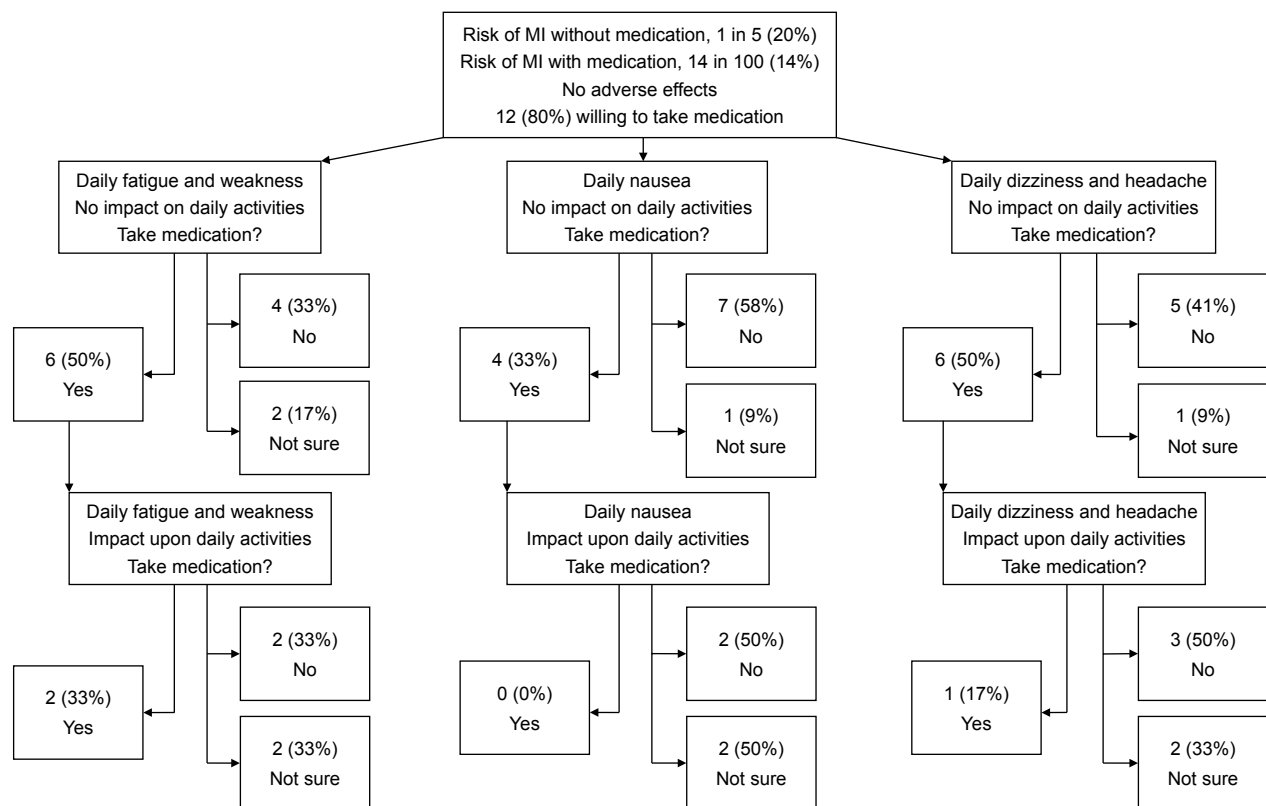 Risk of MI without medication, 1 in 5 (20%)
Risk of MI with medication, 14 in 100 (14%)
No adverse effects
12 (80%) willing to take medication
Daily fatigue and weakness
No impact on daily activities
Take medication?
4 (33%)
No
6 (50%)
Yes
2 (17%)
Not sure
Daily fatigue and weakness
Impact upon daily activities
Take medication?
2 (33%)
No
2 (33%)
Yes
2 (33%)
Not sure
Daily nausea
No impact on daily activities
Take medication?
7 (58%)
No
4 (33%)
Yes
1 (9%)
Not sure
Daily nausea
Impact upon daily activities
Take medication?
2 (50%)
No
0 (0%)
Yes
2 (50%)
Not sure
Daily dizziness and headache
No impact on daily activities
Take medication?
5 (41%)
No
6 (50%)
Yes
1 (9%)
Not sure
Daily dizziness and headache
Impact upon daily activities
Take medication?
3 (50%)
No
1 (17%)
Yes
2 (33%)
Not sure